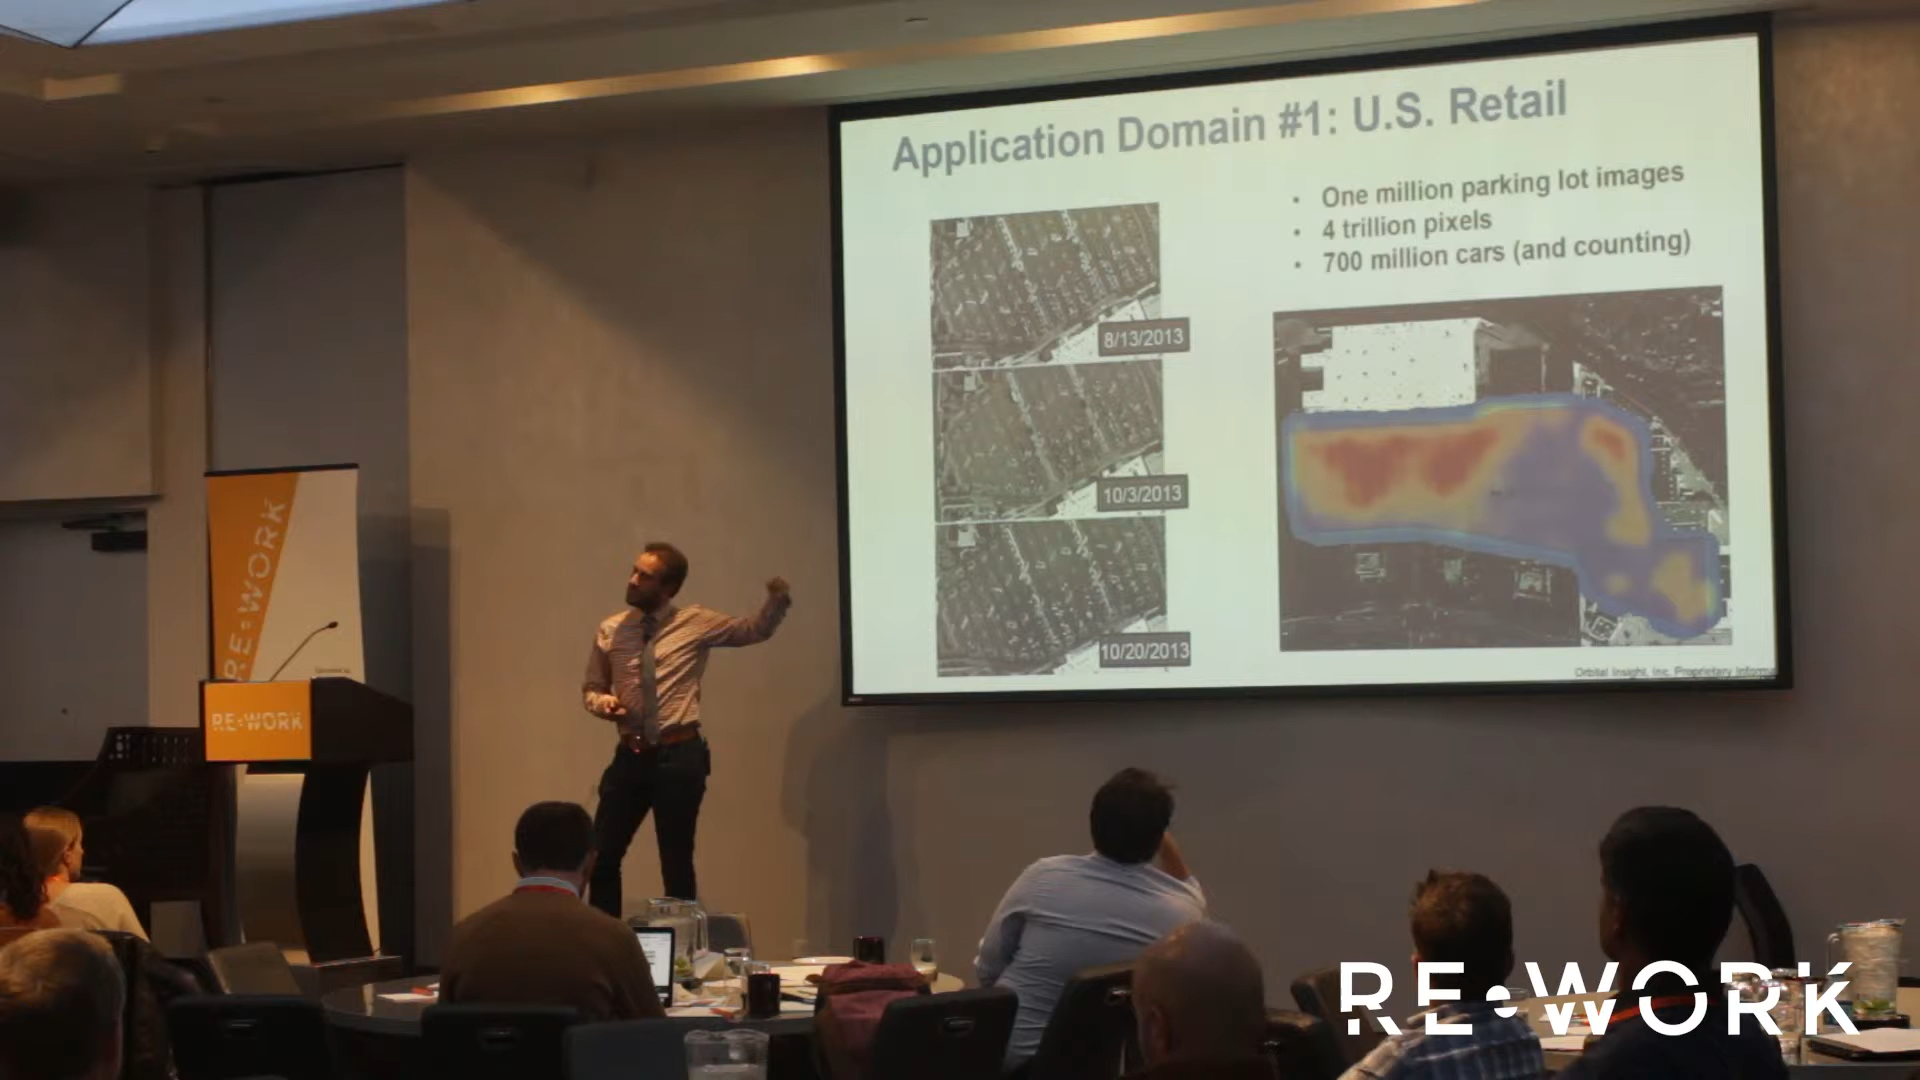 Application Domain #1: U.S. Retail
• One million parking lot images
• 4 trillion pixels
• 700 million cars (and counting)
8/13/2013
10/3/2013
10/20/2013
Orbital Insight, Inc. Proprietary
RE•WORK
RE•WORK
RE•WORK